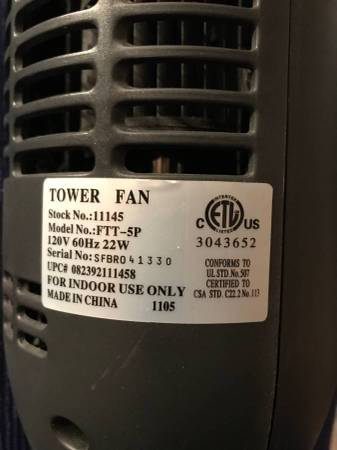 TOWER FAN
Stock No.:11145
Model No.:FTT-5P
120V 60Hz 22W
Serial No.: SFBR041330
UPC# 082392111458
FOR INDOOR USE ONLY
MADE IN CHINA 1105
INTERTEK
ETL
LISTED
C US
3043652
CONFORMS TO
UL STD. No.507
CERTIFIED TO
CSA STD C22.2 No.113